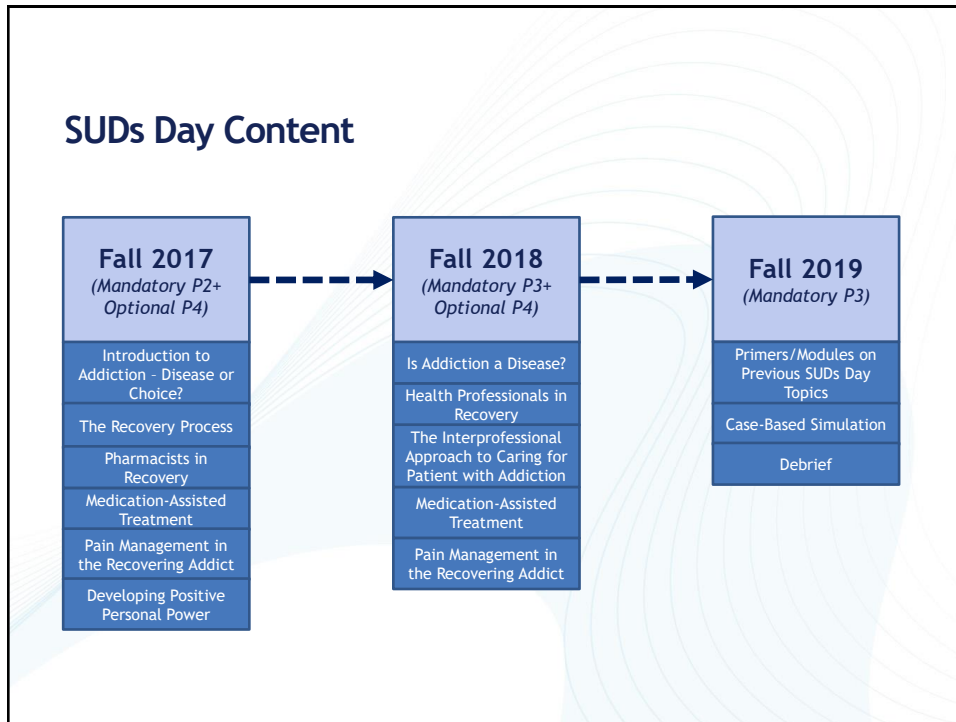 SUDs Day Content
Fall 2017
(Mandatory P2+
Optional P4)
Introduction to
Addiction – Disease or
Choice?
The Recovery Process
Pharmacists in
Recovery
Medication-Assisted
Treatment
Pain Management in
the Recovering Addict
Developing Positive
Personal Power
Fall 2018
(Mandatory P3+
Optional P4)
Is Addiction a Disease?
Health Professionals in
Recovery
The Interprofessional
Approach to Caring for
Patient with Addiction
Medication-Assisted
Treatment
Pain Management in
the Recovering Addict
Fall 2019
(Mandatory P3)
Primers/Modules on
Previous SUDs Day
Topics
Case-Based Simulation
Debrief